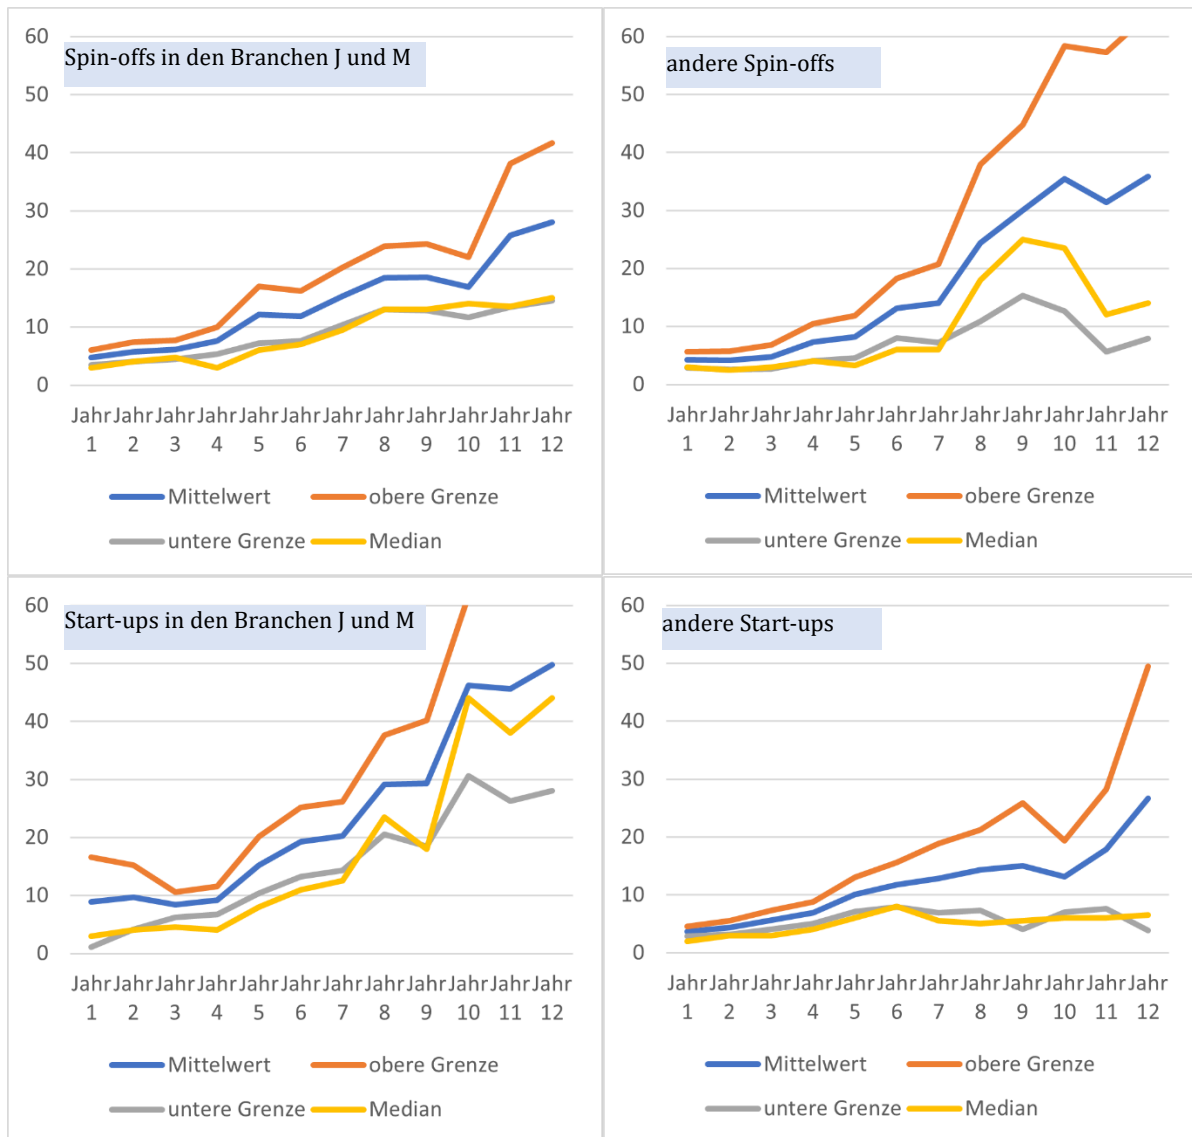 Spin-offs in den Branchen J und M
60
50
40
30
20
10
0
Jahr Jahr Jahr Jahr Jahr Jahr Jahr Jahr Jahr Jahr Jahr Jahr
1 2 3 4 5 6 7 8 9 10 11 12
Mittelwert obere Grenze
untere Grenze Median
andere Spin-offs
60
50
40
30
20
10
0
Jahr Jahr Jahr Jahr Jahr Jahr Jahr Jahr Jahr Jahr Jahr Jahr
1 2 3 4 5 6 7 8 9 10 11 12
Mittelwert obere Grenze
untere Grenze Median
Start-ups in den Branchen J und M
60
50
40
30
20
10
0
Jahr Jahr Jahr Jahr Jahr Jahr Jahr Jahr Jahr Jahr Jahr Jahr
1 2 3 4 5 6 7 8 9 10 11 12
Mittelwert obere Grenze
untere Grenze Median
andere Start-ups
60
50
40
30
20
10
0
Jahr Jahr Jahr Jahr Jahr Jahr Jahr Jahr Jahr Jahr Jahr Jahr
1 2 3 4 5 6 7 8 9 10 11 12
Mittelwert obere Grenze
untere Grenze Median